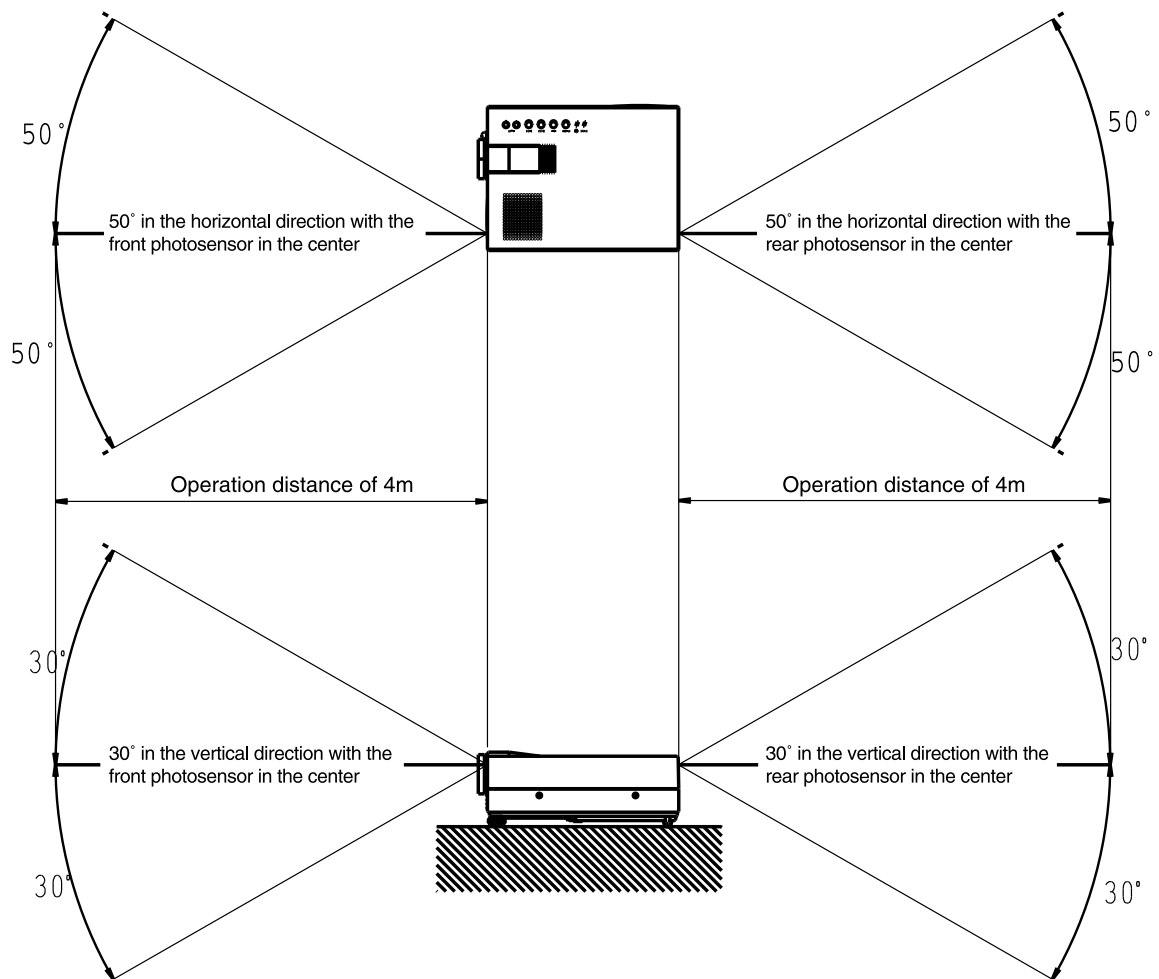 50°
50°
50° in the horizontal direction with the
front photosensor in the center
50° in the horizontal direction with the
rear photosensor in the center
50°
50°
Operation distance of 4m
Operation distance of 4m
30°
30°
30° in the vertical direction with the
front photosensor in the center
30° in the vertical direction with the
rear photosensor in the center
30°
30°